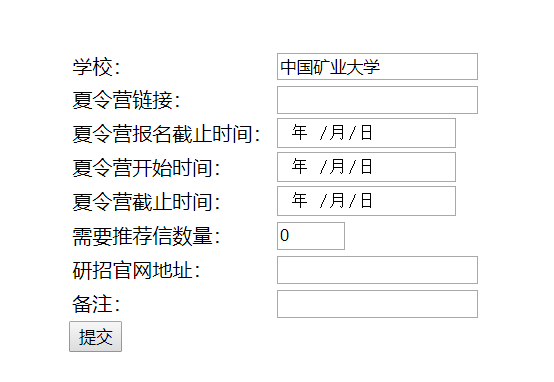 学校： 中国矿业大学
夏令营链接：
夏令营报名截止时间： 年 /月/日
夏令营开始时间： 年 /月/日
夏令营截止时间： 年 /月/日
需要推荐信数量： 0
研招官网地址：
备注：
提交